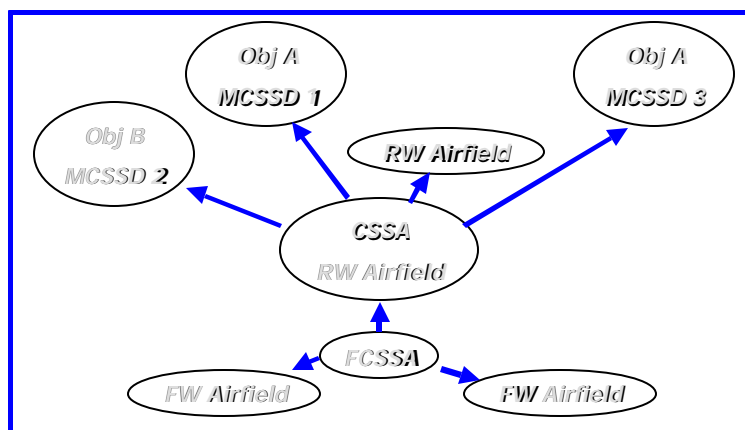 Obj A
MCSSD 1
Obj A
MCSSD 3
Obj B
MCSSD 2
RW Airfield
CSSA
RW Airfield
FCSSA
FW Airfield
FW Airfield